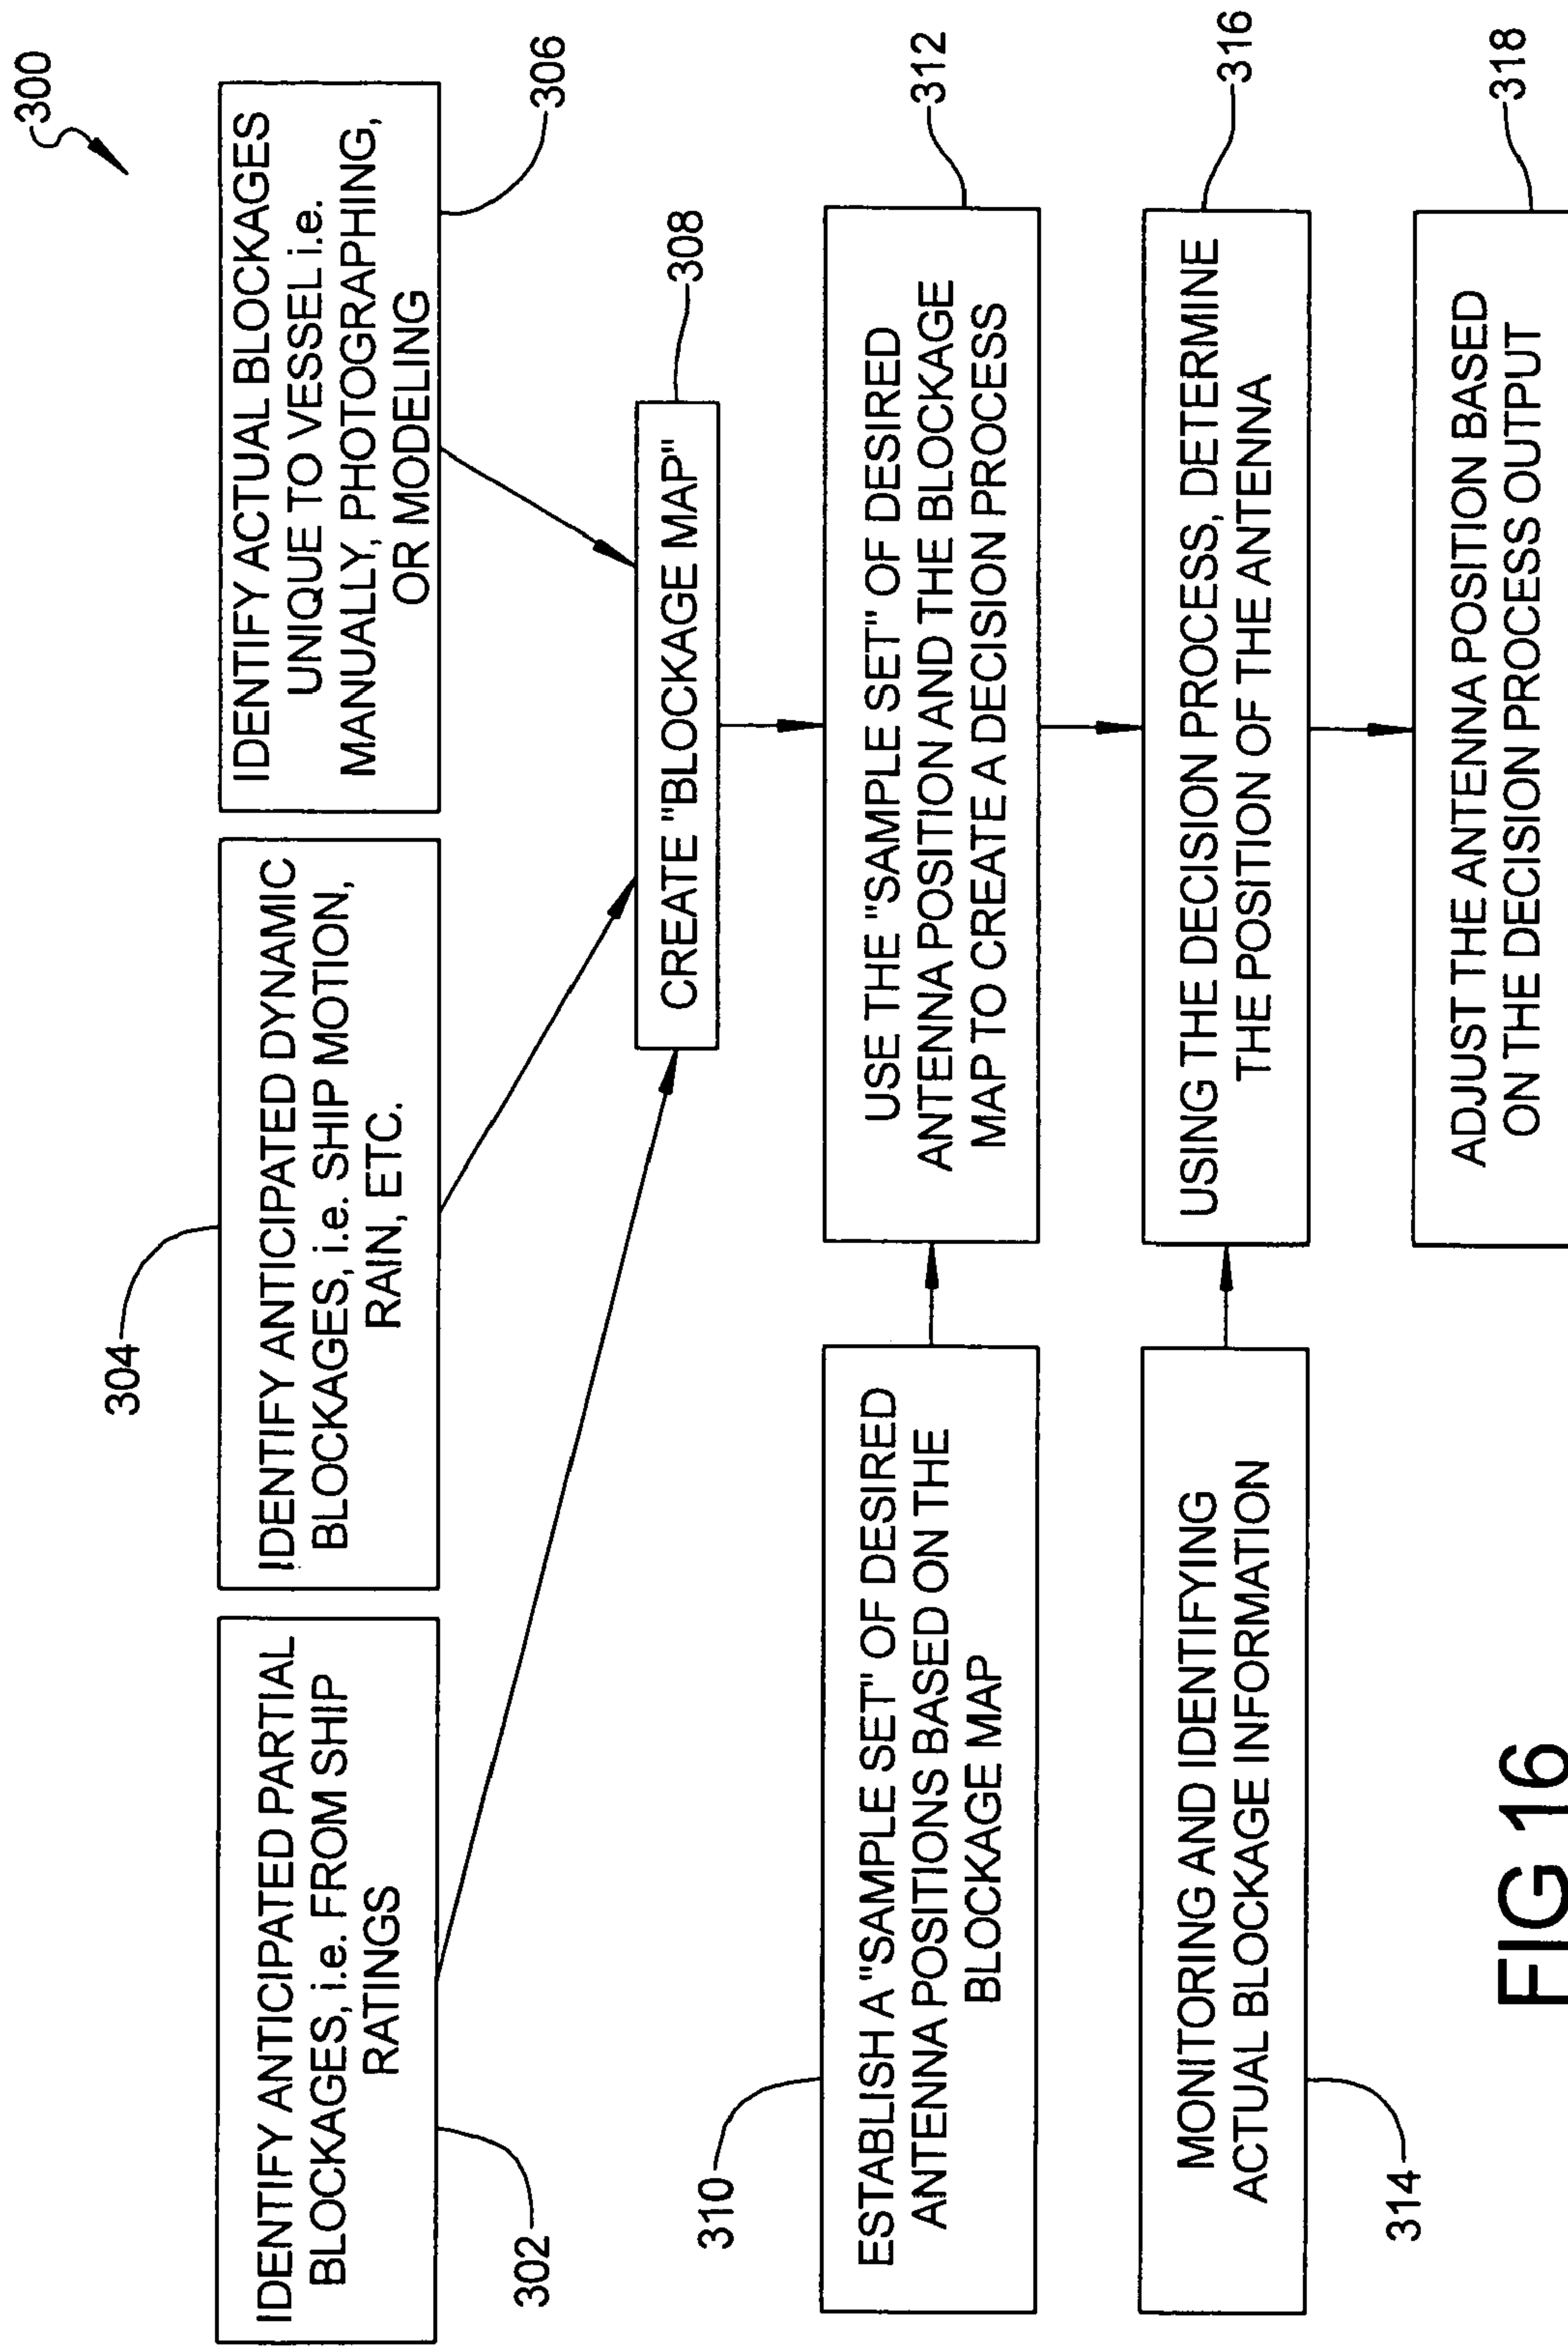 300
304
IDENTIFY ANTICIPATED PARTIAL
BLOCKAGES, i.e. FROM SHIP
RATINGS
302
IDENTIFY ANTICIPATED DYNAMIC
BLOCKAGES, i.e. SHIP MOTION,
RAIN, ETC.
IDENTIFY ACTUAL BLOCKAGES
UNIQUE TO VESSEL i.e.
MANUALLY, PHOTOGRAPHING,
OR MODELING
306
CREATE "BLOCKAGE MAP"
308
310
ESTABLISH A "SAMPLE SET" OF DESIRED
ANTENNA POSITIONS BASED ON THE
BLOCKAGE MAP
USE THE "SAMPLE SET" OF DESIRED
ANTENNA POSITION AND THE BLOCKAGE
MAP TO CREATE A DECISION PROCESS
312
MONITORING AND IDENTIFYING
ACTUAL BLOCKAGE INFORMATION
314
USING THE DECISION PROCESS, DETERMINE
THE POSITION OF THE ANTENNA
316
ADJUST THE ANTENNA POSITION BASED
ON THE DECISION PROCESS OUTPUT
318
FIG 16